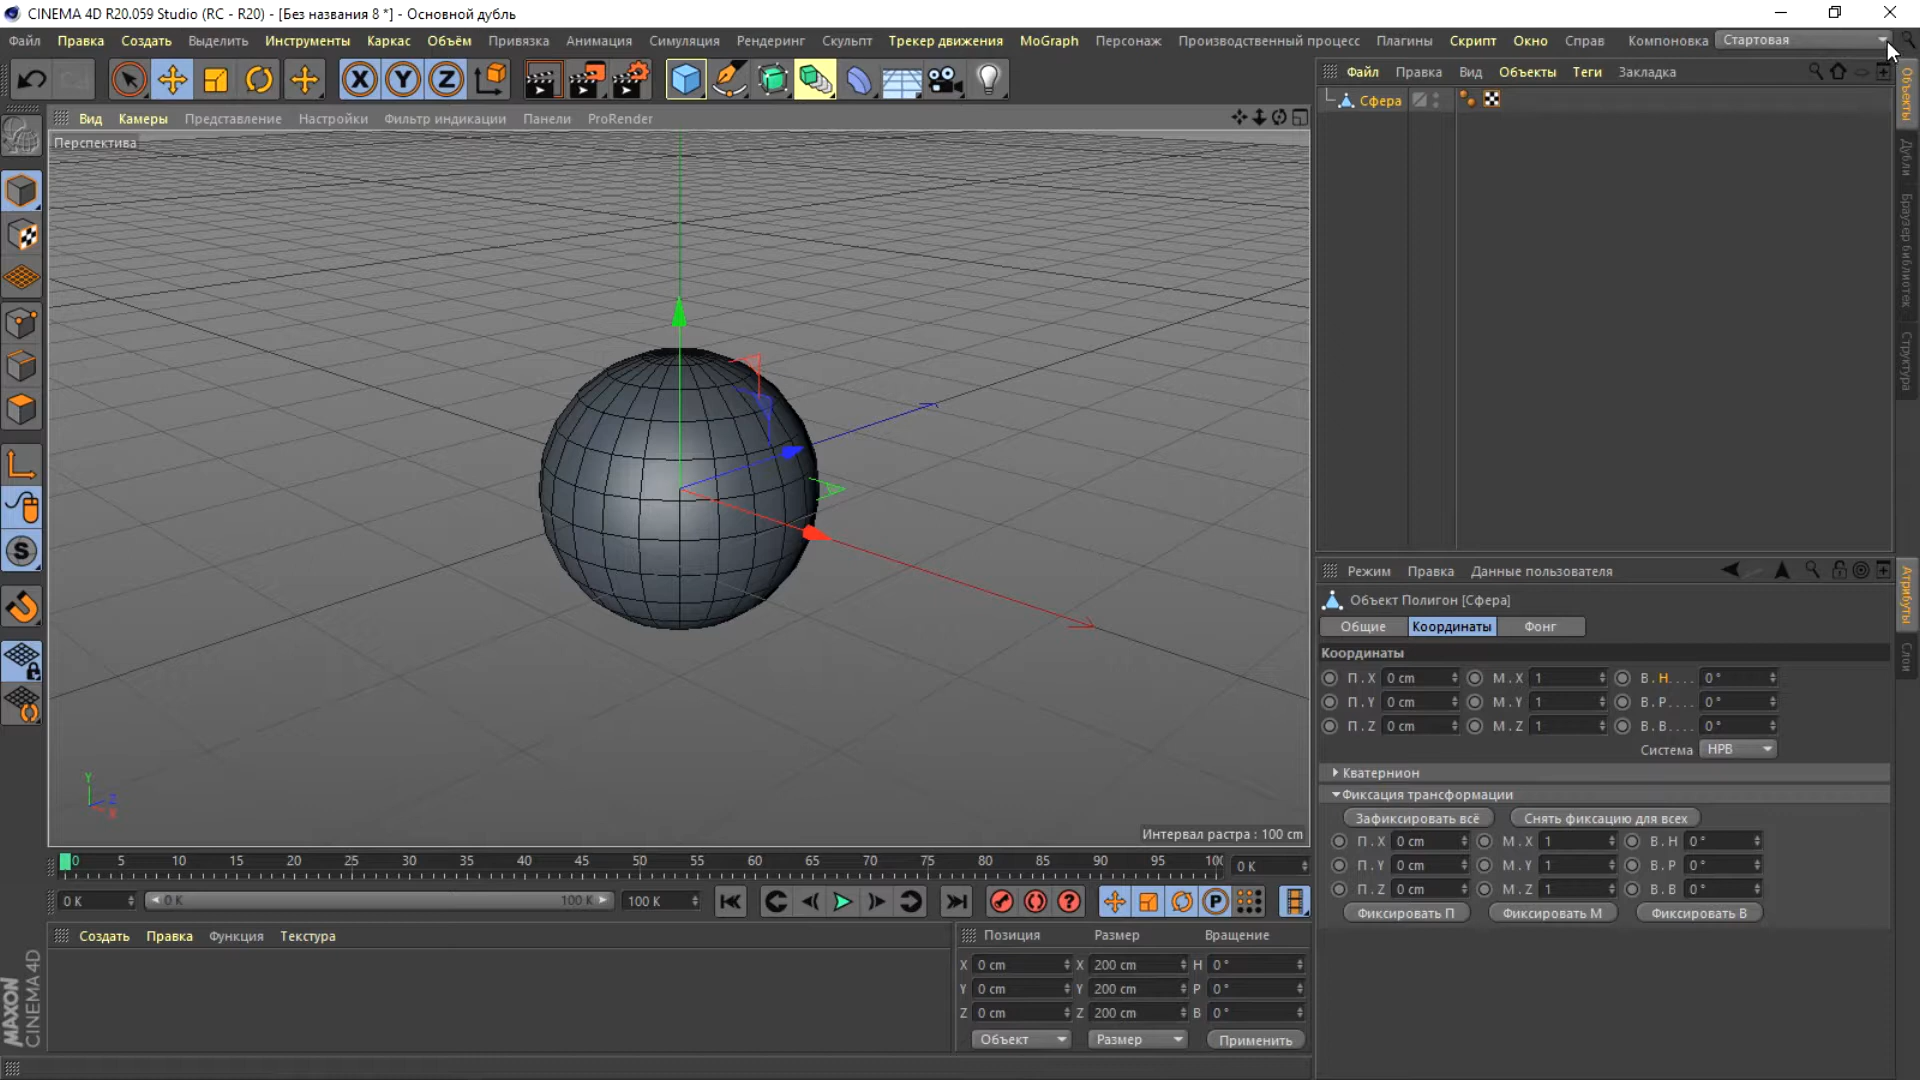 CINEMA 4D R20.059 Studio (RC - R20) - [Без названия 8 *] - Основной дубль
Файл Правка Создать Выделить Инструменты Каркас Объём Привязка Анимация Симуляция Рендеринг Скульпт Трекер движения MoGraph Персонаж Производственный процесс Плагины Скрипт Окно Справ Компоновка Стартовая
X Y Z
Файл Правка Вид Объекты Теги Закладка
Сфера
Объекты
Дубли
Браузер библиотек
Структура
Вид Камеры Представление Настройки Фильтр индикации Панели ProRender
Перспектива
S
Y
Z
X
Интервал растра : 100 cm
Режим Правка Данные пользователя
Атрибуты
Слои
Объект Полигон [Сфера]
Общие Координаты Фонг
Координаты
П . X 0 cm М . X 1 В . H. . . . 0 °
П . Y 0 cm М . Y 1 В . P. . . . 0 °
П . Z 0 cm М . Z 1 В . B. . . . 0 °
Система HPB
Кватернион
Фиксация трансформации
Зафиксировать всё Снять фиксацию для всех
П . X 0 cm М . X 1 В . H 0 °
П . Y 0 cm М . Y 1 В . P 0 °
П . Z 0 cm М . Z 1 В . B 0 °
Фиксировать П Фиксировать М Фиксировать В
0 5 10 15 20 25 30 35 40 45 50 55 60 65 70 75 80 85 90 95 0 K
0 K 0 K 100 K 100 K P
Создать Правка Функция Текстура
Позиция Размер Вращение
X 0 cm X 200 cm H 0 °
Y 0 cm Y 200 cm P 0 °
Z 0 cm Z 200 cm B 0 °
Объект Размер Применить
MAXON
CINEMA 4D